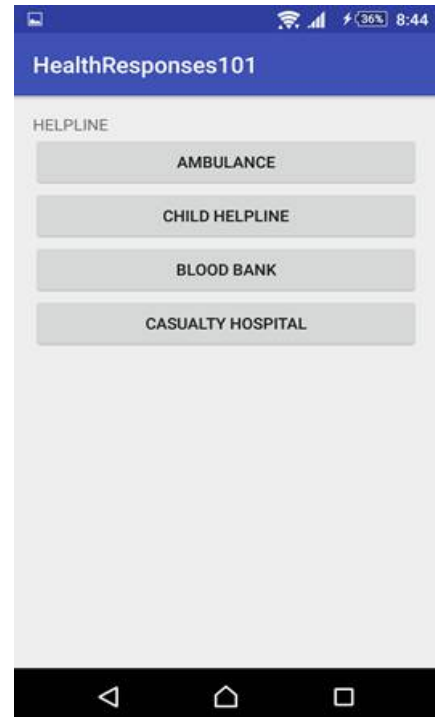 36% 8:44
HealthResponses101
HELPLINE
AMBULANCE
CHILD HELPLINE
BLOOD BANK
CASUALTY HOSPITAL